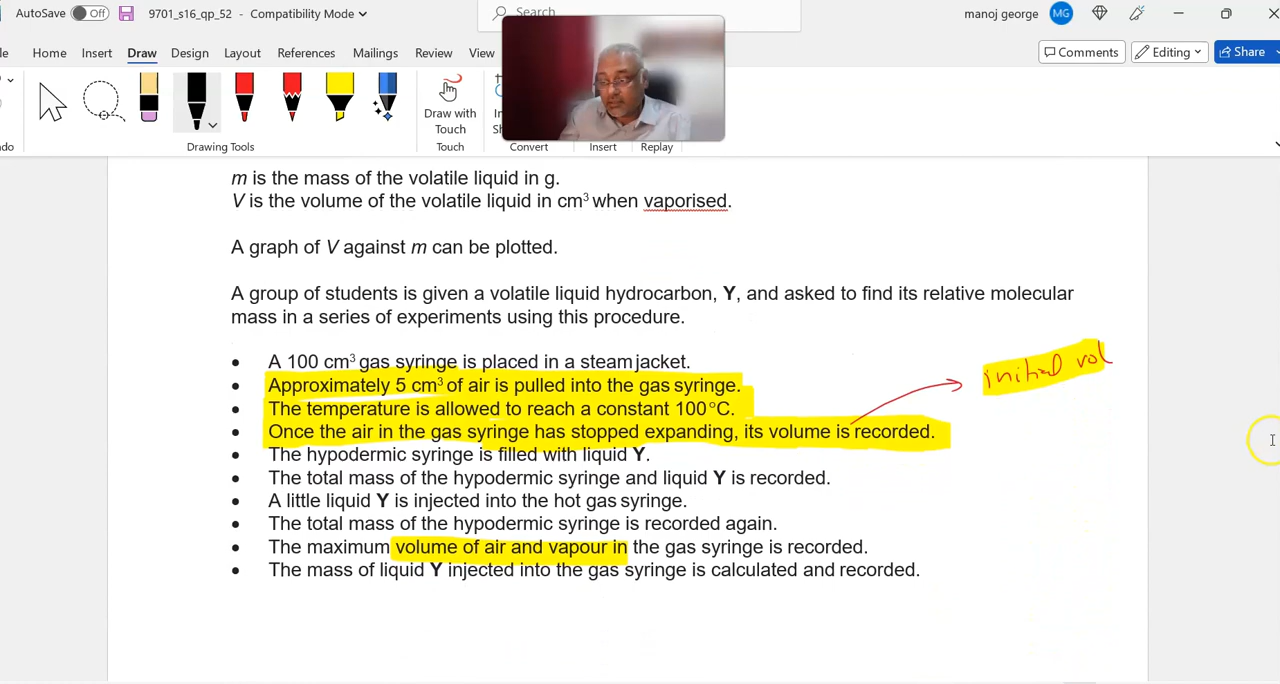 AutoSave Off 9701_s16_qp_52 - Compatibility Mode Search manoj george MG
Home Insert Draw Design Layout References Mailings Review View Comments Editing Share
Draw with Touch
Drawing Tools Touch Convert Insert Replay
m is the mass of the volatile liquid in g.
V is the volume of the volatile liquid in cm³ when vaporised.
A graph of V against m can be plotted.
A group of students is given a volatile liquid hydrocarbon, Y, and asked to find its relative molecular
mass in a series of experiments using this procedure.
• A 100 cm³ gas syringe is placed in a steam jacket.
• Approximately 5 cm³ of air is pulled into the gas syringe.
• The temperature is allowed to reach a constant 100 °C.
• Once the air in the gas syringe has stopped expanding, its volume is recorded.
initial vol
• The hypodermic syringe is filled with liquid Y.
• The total mass of the hypodermic syringe and liquid Y is recorded.
• A little liquid Y is injected into the hot gas syringe.
• The total mass of the hypodermic syringe is recorded again.
• The maximum volume of air and vapour in the gas syringe is recorded.
• The mass of liquid Y injected into the gas syringe is calculated and recorded.